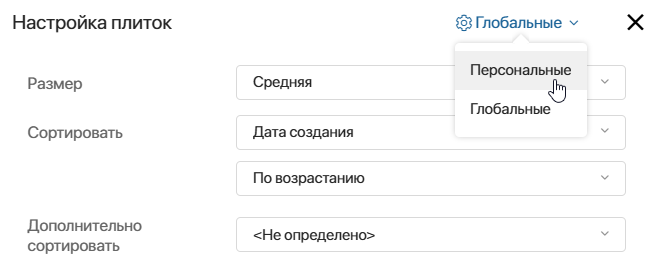 Настройка плиток
Глобальные
Персональные
Глобальные
Размер
Средняя
Сортировать
Дата создания
По возрастанию
Дополнительно
сортировать
<Не определено>